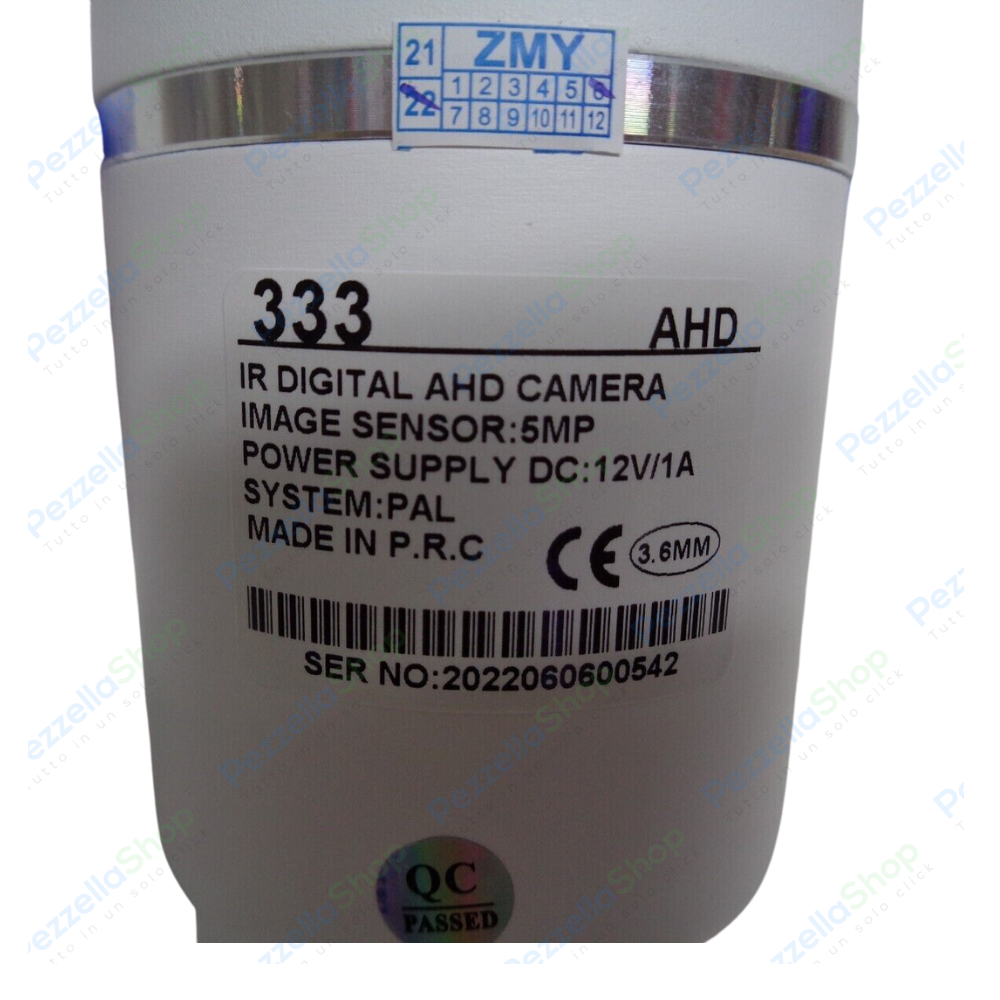 21 ZMY
1 2 3 4 5 6
22 7 8 9 10 11 12
333 AHD
IR DIGITAL AHD CAMERA
IMAGE SENSOR:5MP
POWER SUPPLY DC:12V/1A
SYSTEM:PAL
MADE IN P.R.C CE 3.6MM
SER NO:2022060600542
QC
PASSED
PezzellaShop
Tutto in un solo click